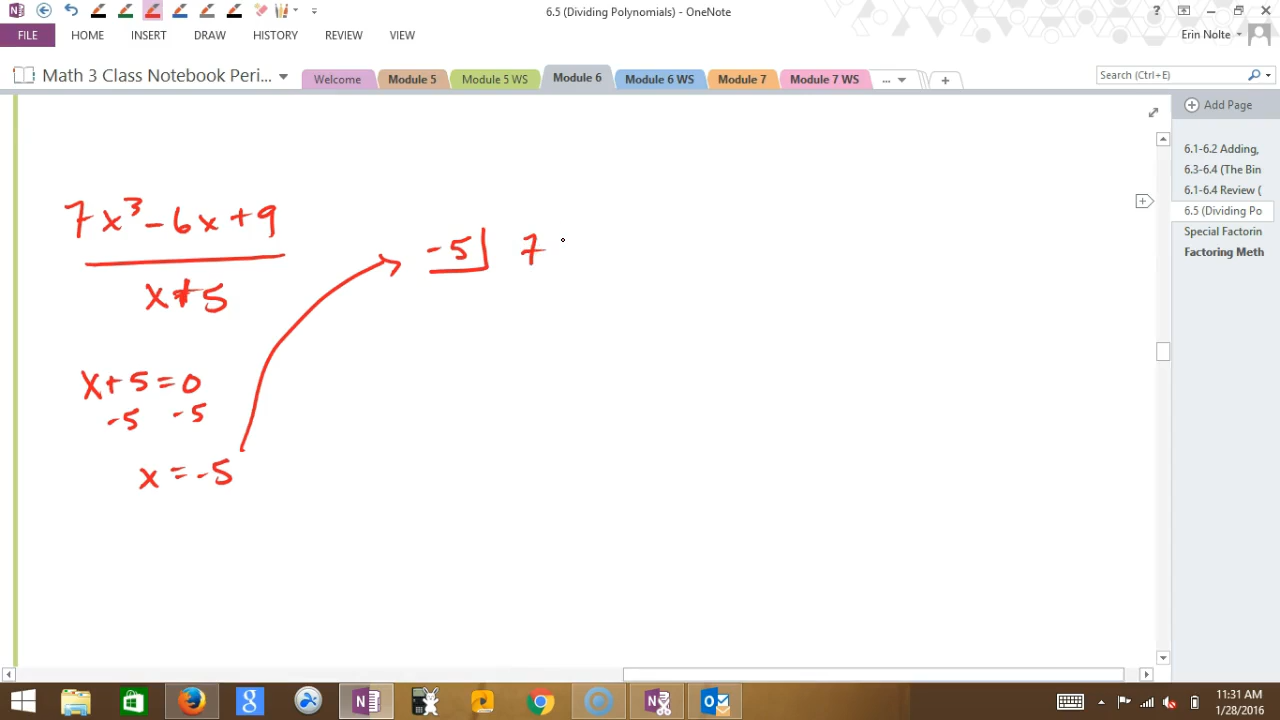 6.5 (Dividing Polynomials) - OneNote
?
FILE HOME INSERT DRAW HISTORY REVIEW VIEW
Erin Nolte
Math 3 Class Notebook Peri...
Welcome Module 5 Module 5 WS Module 6 Module 6 WS Module 7 Module 7 WS ... +
Search (Ctrl+E)
Add Page
6.1-6.2 Adding,
6.3-6.4 (The Bin
6.1-6.4 Review (
6.5 (Dividing Po
Special Factorin
Factoring Meth
7x³-6x+9
x+5
-5| 7
x+5=0
-5 -5
x=-5
11:31 AM
1/28/2016